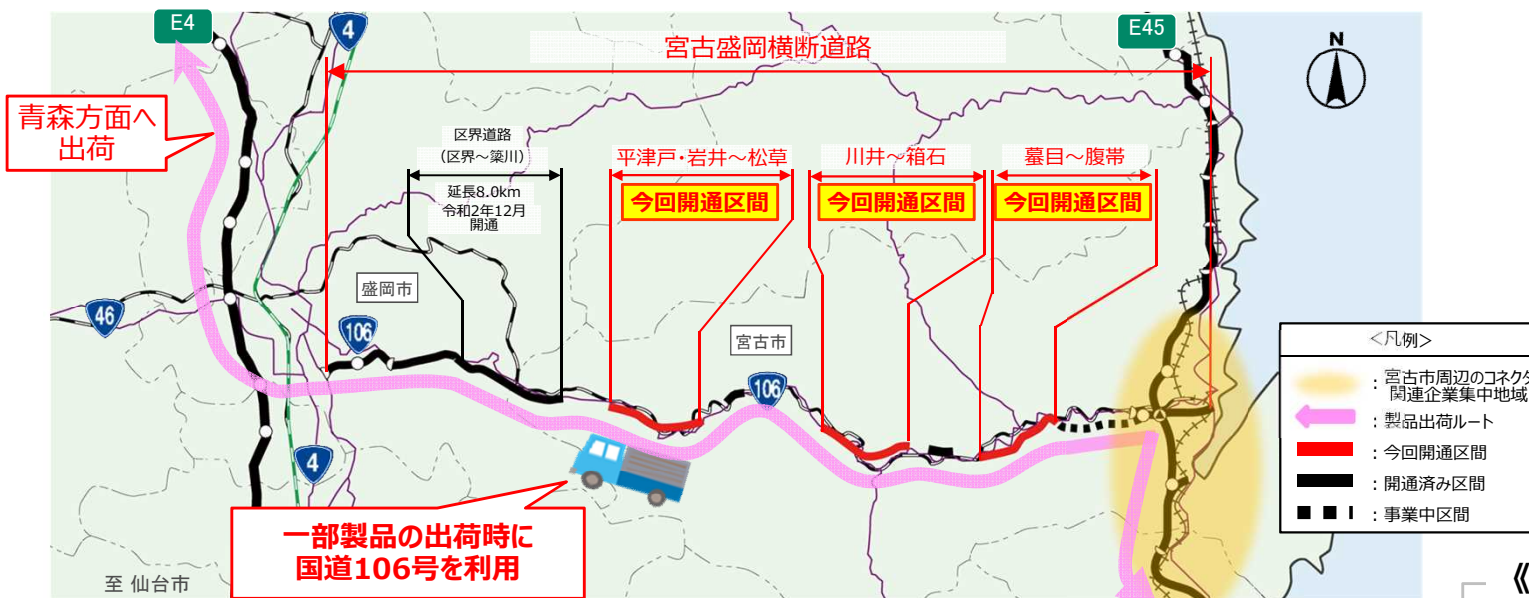 E4
4
宮古盛岡横断道路
E45
N
青森方面へ
出荷
区界道路
(区界～簗川)
延長8.0km
令和2年12月
開通
平津戸・岩井～松草
今回開通区間
川井～箱石
今回開通区間
蟇目～腹帯
今回開通区間
盛岡市
46
106
宮古市
106
4
一部製品の出荷時に
国道106号を利用
至 仙台市
<凡例>
：宮古市周辺のコネクタ
関連企業集中地域
：製品出荷ルート
：今回開通区間
：開通済み区間
：事業中区間
《